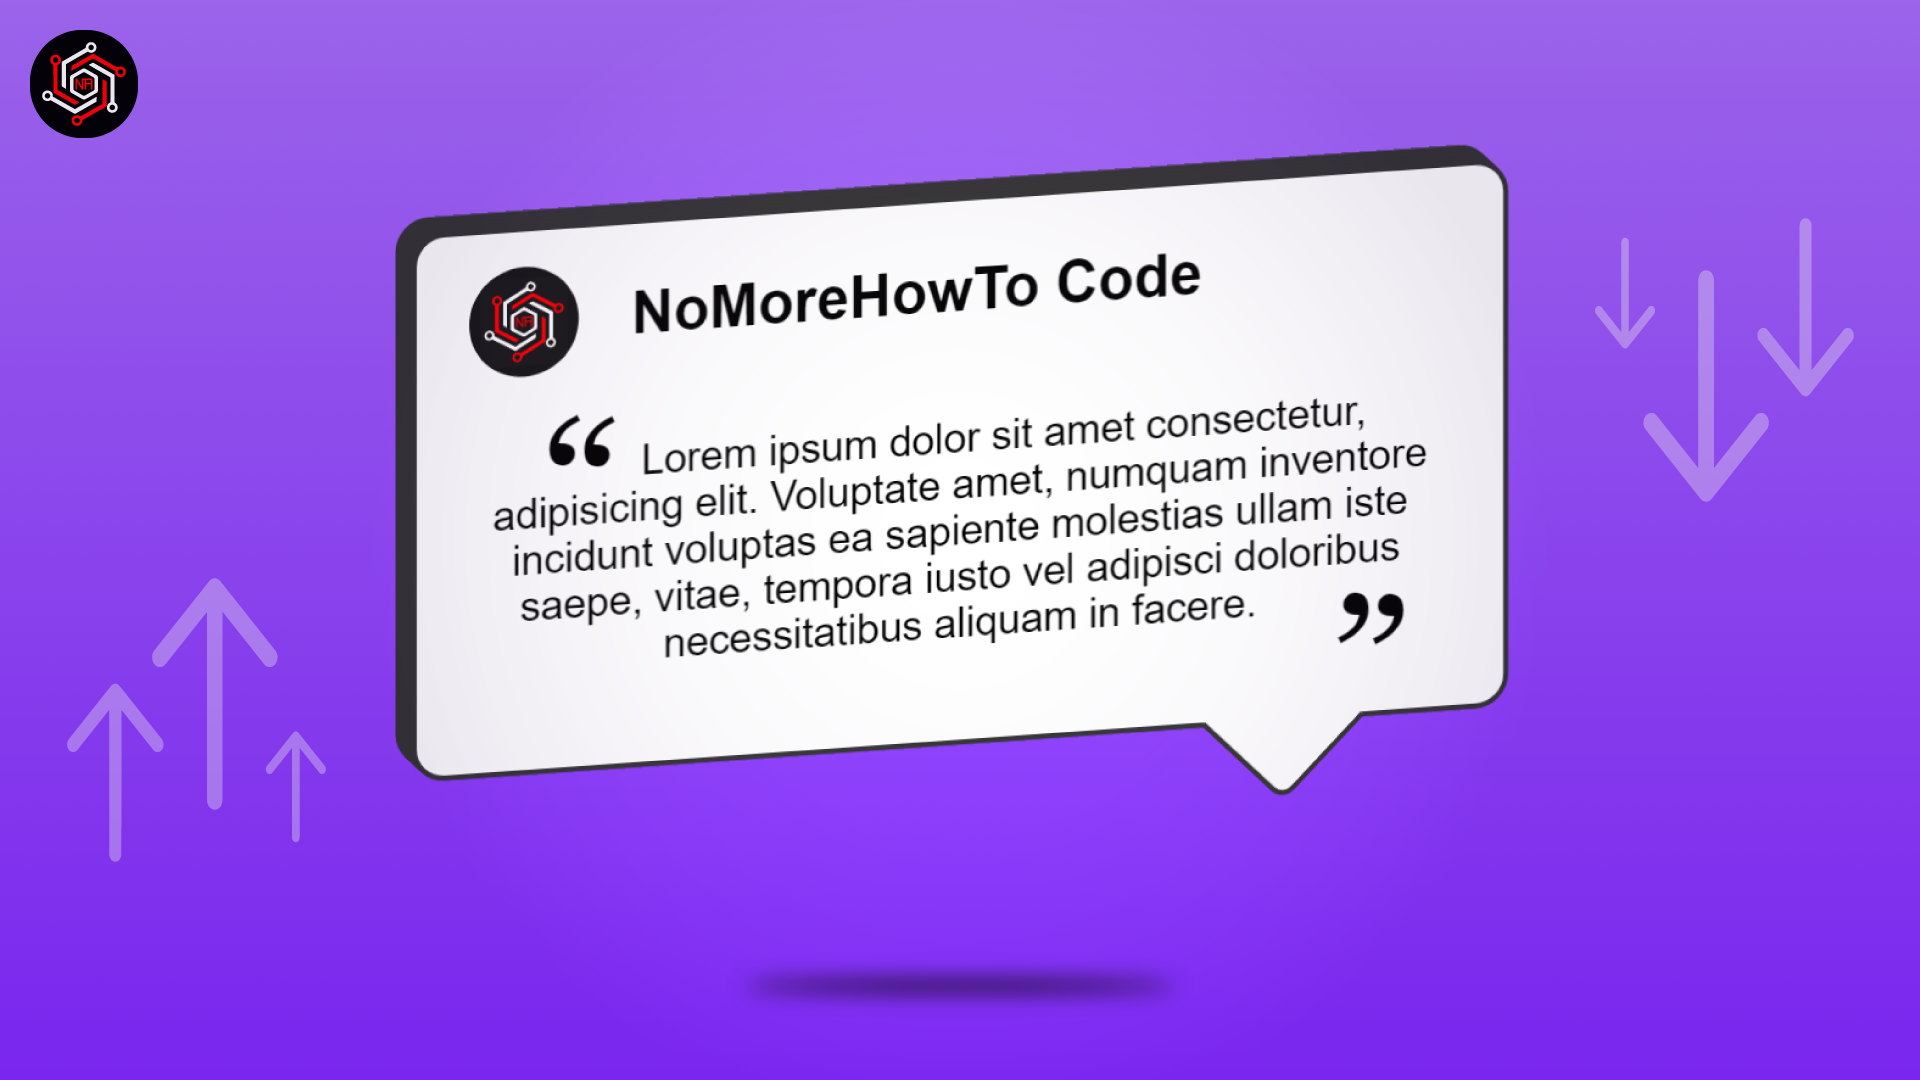 NoMoreHowTo Code
“ Lorem ipsum dolor sit amet consectetur,
adipisicing elit. Voluptate amet, numquam inventore
incidunt voluptas ea sapiente molestias ullam iste
saepe, vitae, tempora iusto vel adipisci doloribus
necessitatibus aliquam in facere. ”